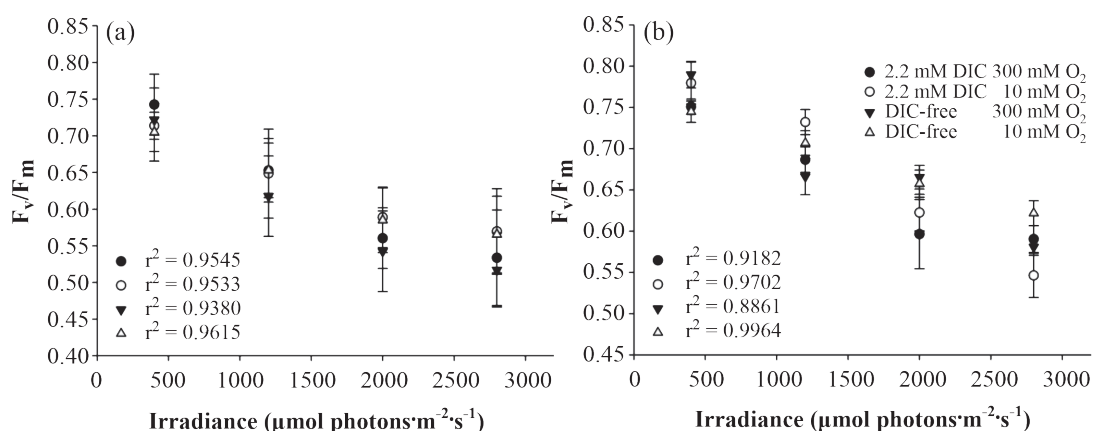 (a)
0.85
0.80
0.75
0.70
0.65
0.60
0.55
0.50
0.45
0.40
Fv/Fm
r² = 0.9545
r² = 0.9533
r² = 0.9380
r² = 0.9615
0 500 1000 1500 2000 2500 3000
Irradiance (µmol photons·m⁻²·s⁻¹)
(b)
0.85
0.80
0.75
0.70
0.65
0.60
0.55
0.50
0.45
Fv/Fm
2.2 mM DIC 300 mM O₂
2.2 mM DIC 10 mM O₂
DIC-free 300 mM O₂
DIC-free 10 mM O₂
r² = 0.9182
r² = 0.9702
r² = 0.8861
r² = 0.9964
0 500 1000 1500 2000 2500 3000
Irradiance (µmol photons·m⁻²·s⁻¹)